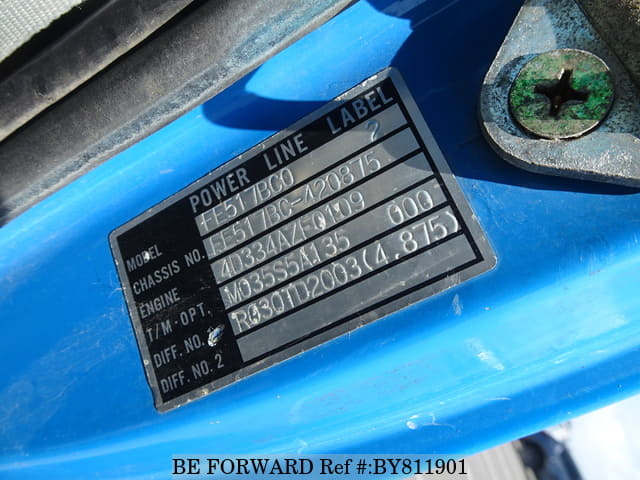 POWER LINE LABEL
MODEL FE517BC0 2
CHASSIS NO. FE517BC-420875
ENGINE 4D334AZF0109
T/M-OPT. M035S5A135 000
DIFF. NO. R030TD2003(4.875)
DIFF. NO. 2
BE FORWARD Ref #:BY811901